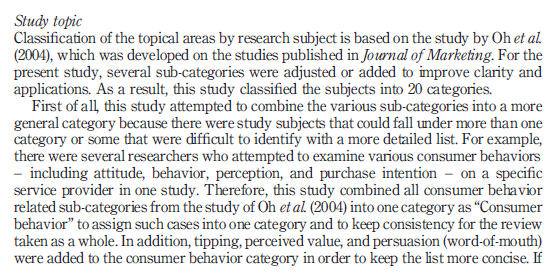 Study topic
Classification of the topical areas by research subject is based on the study by Oh et al.
(2004), which was developed on the studies published in Journal of Marketing. For the
present study, several sub-categories were adjusted or added to improve clarity and
applications. As a result, this study classified the subjects into 20 categories.
First of all, this study attempted to combine the various sub-categories into a more
general category because there were study subjects that could fall under more than one
category or some that were difficult to identify with a more detailed list. For example,
there were several researchers who attempted to examine various consumer behaviors
– including attitude, behavior, perception, and purchase intention – on a specific
service provider in one study. Therefore, this study combined all consumer behavior
related sub-categories from the study of Oh et al. (2004) into one category as “Consumer
behavior” to assign such cases into one category and to keep consistency for the review
taken as a whole. In addition, tipping, perceived value, and persuasion (word-of-mouth)
were added to the consumer behavior category in order to keep the list more concise. If